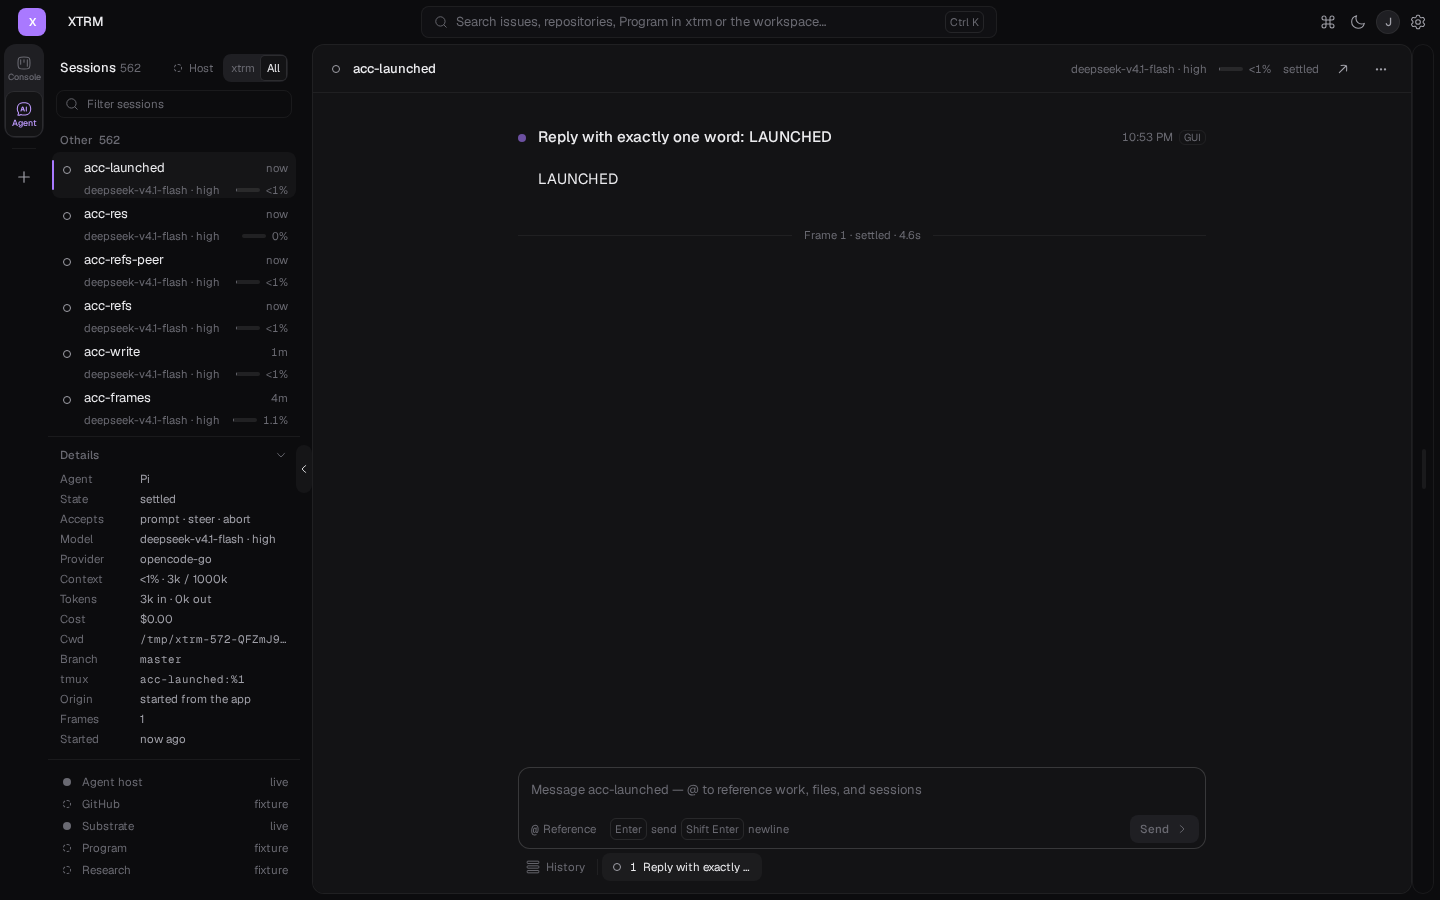 X XTRM
Search issues, repositories, Program in xtrm or the workspace... Ctrl K
J
Console
AI
Agent
Sessions 562 Host xtrm All
Filter sessions
Other 562
acc-launched now
deepseek-v4.1-flash · high <1%
acc-res now
deepseek-v4.1-flash · high 0%
acc-refs-peer now
deepseek-v4.1-flash · high <1%
acc-refs now
deepseek-v4.1-flash · high <1%
acc-write 1m
deepseek-v4.1-flash · high <1%
acc-frames 4m
deepseek-v4.1-flash · high 1.1%
Details
Agent Pi
State settled
Accepts prompt · steer · abort
Model deepseek-v4.1-flash · high
Provider opencode-go
Context <1% · 3k / 1000k
Tokens 3k in · 0k out
Cost $0.00
Cwd /tmp/xtrm-572-QFZmJ9…
Branch master
tmux acc-launched:%1
Origin started from the app
Frames 1
Started now ago
Agent host live
GitHub fixture
Substrate live
Program fixture
Research fixture
acc-launched deepseek-v4.1-flash · high <1% settled
Reply with exactly one word: LAUNCHED 10:53 PM GUI
LAUNCHED
Frame 1 · settled · 4.6s
Message acc-launched — @ to reference work, files, and sessions
@ Reference Enter send Shift Enter newline Send
History 1 Reply with exactly ...